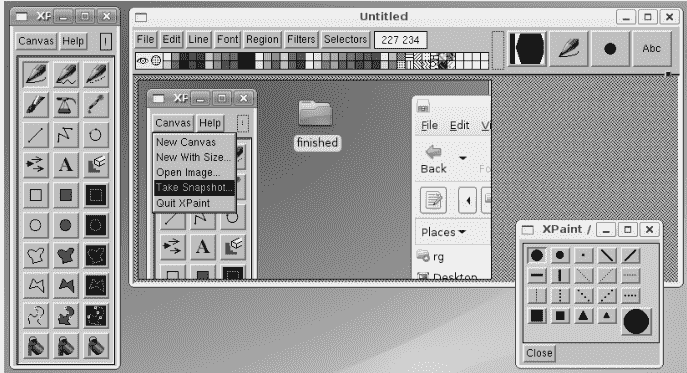 XP
Canvas Help
A
Untitled
File Edit Line Font Region Filters Selectors 227 234
Abc
XP
Canvas Help
New Canvas
New With Size...
Open Image...
Take Snapshot...
Quit XPaint
A
finished
File Edit
Back
Places
rg
Desktop
XPaint /
Close